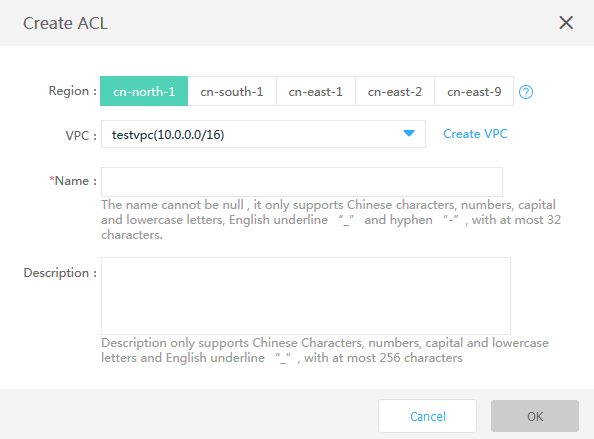 Create ACL
Region : cn-north-1 cn-south-1 cn-east-1 cn-east-2 cn-east-9 ?
VPC : testvpc(10.0.0.0/16) Create VPC
*Name :
The name cannot be null , it only supports Chinese characters, numbers, capital
and lowercase letters, English underline “_” and hyphen “-” , with at most 32
characters.
Description :
Description only supports Chinese Characters, numbers, capital and lowercase
letters and English underline “_” , with at most 256 characters
Cancel OK